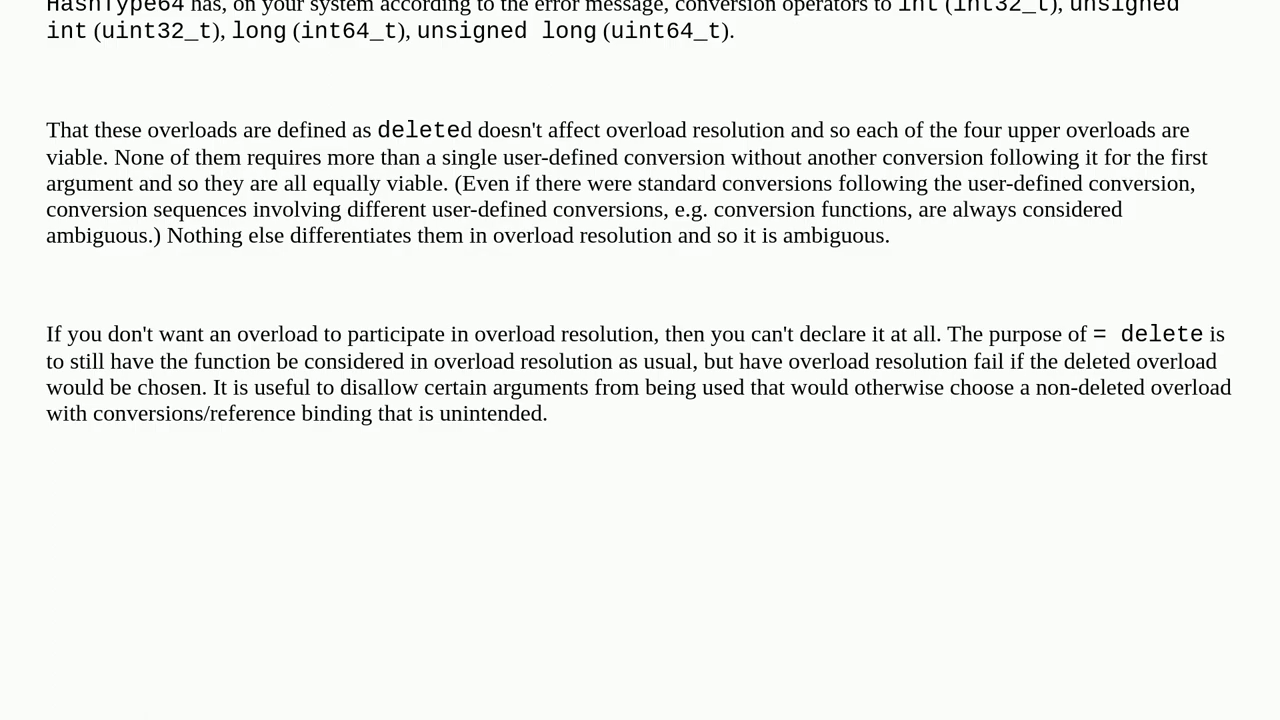 HashType64 has, on your system according to the error message, conversion operators to int (int32_t), unsigned
int (uint32_t), long (int64_t), unsigned long (uint64_t).
That these overloads are defined as deleted doesn't affect overload resolution and so each of the four upper overloads are
viable. None of them requires more than a single user-defined conversion without another conversion following it for the first
argument and so they are all equally viable. (Even if there were standard conversions following the user-defined conversion,
conversion sequences involving different user-defined conversions, e.g. conversion functions, are always considered
ambiguous.) Nothing else differentiates them in overload resolution and so it is ambiguous.
If you don't want an overload to participate in overload resolution, then you can't declare it at all. The purpose of = delete is
to still have the function be considered in overload resolution as usual, but have overload resolution fail if the deleted overload
would be chosen. It is useful to disallow certain arguments from being used that would otherwise choose a non-deleted overload
with conversions/reference binding that is unintended.